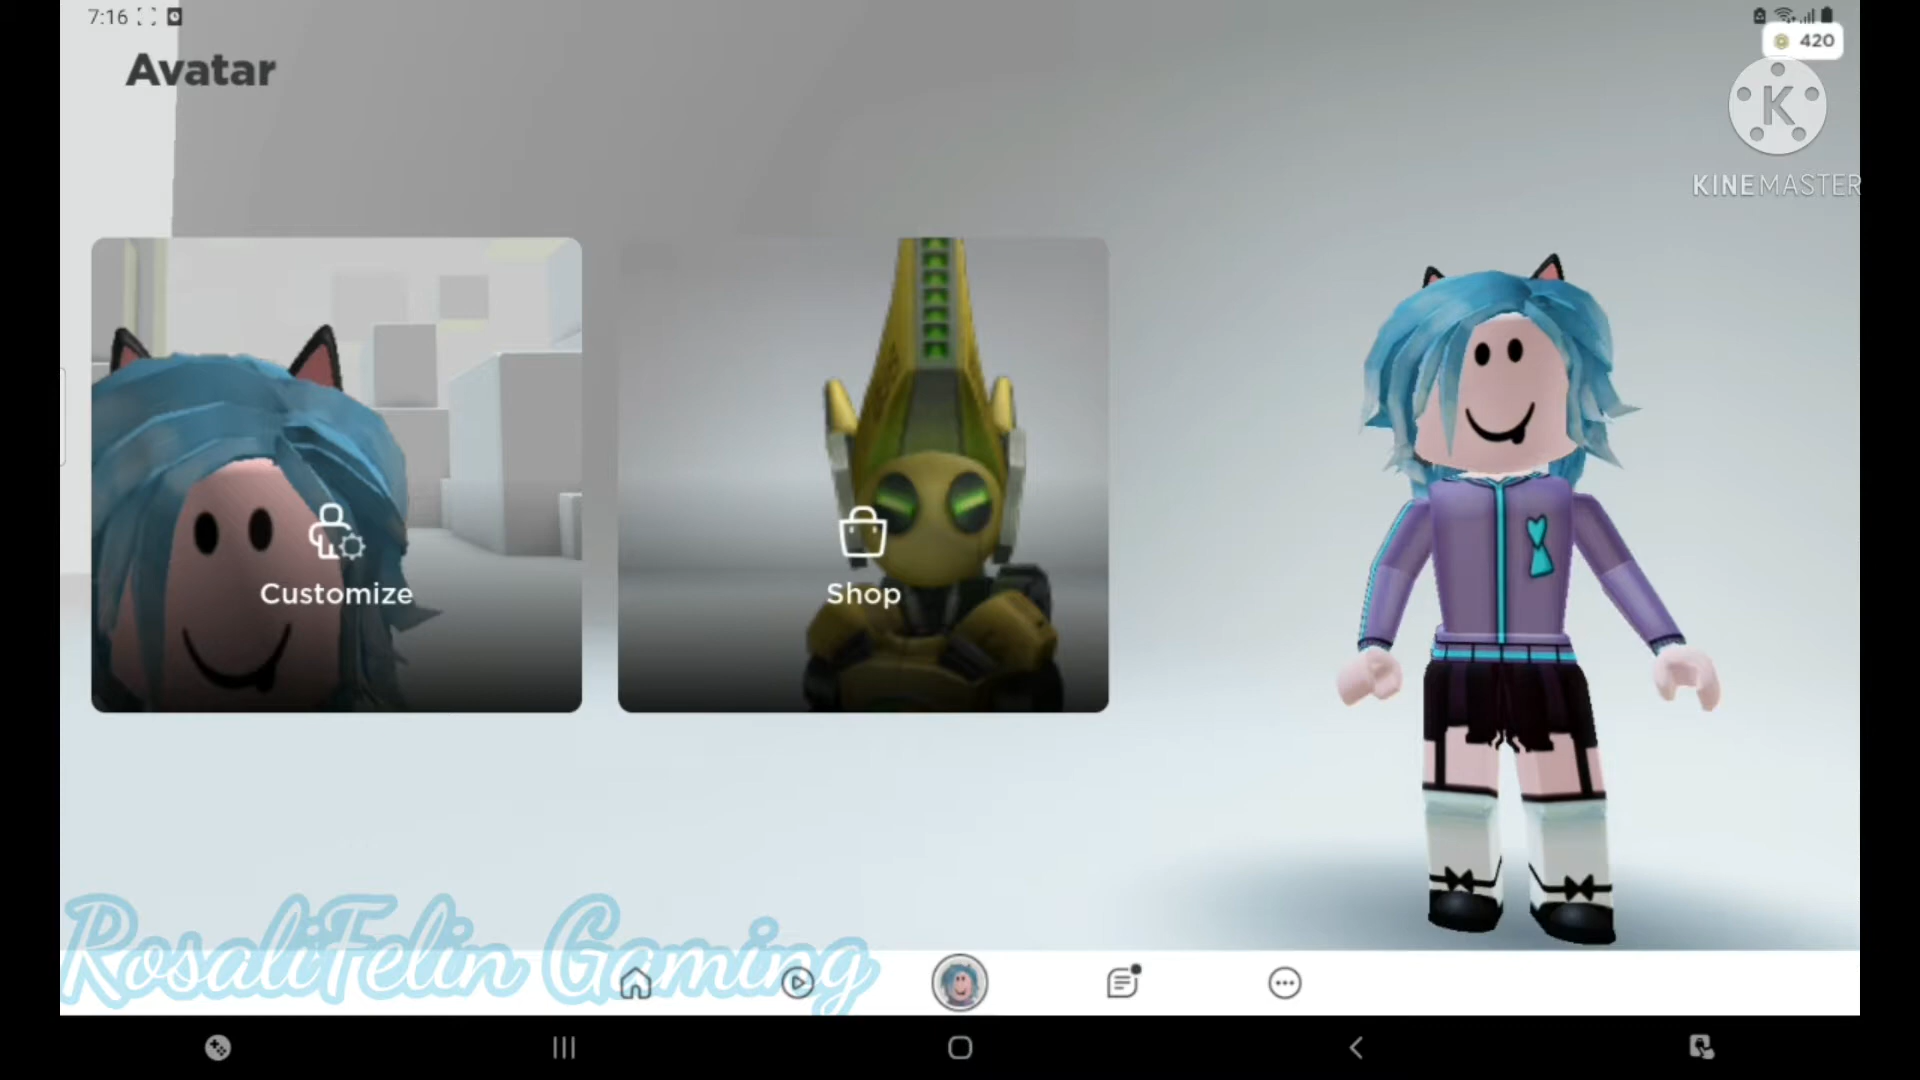 7:16
420
Avatar
K
KINEMASTER
Customize
Shop
RosaliFelin Gaming